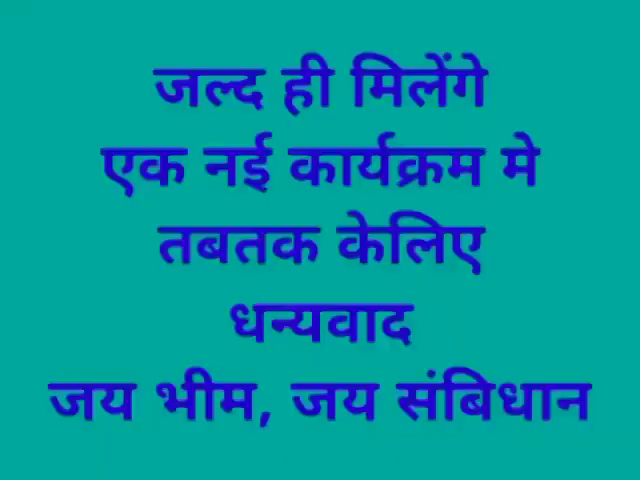 जल्द ही मिलेंगे
एक नई कार्यक्रम मे
तबतक केलिए
धन्यवाद
जय भीम, जय संबिधान